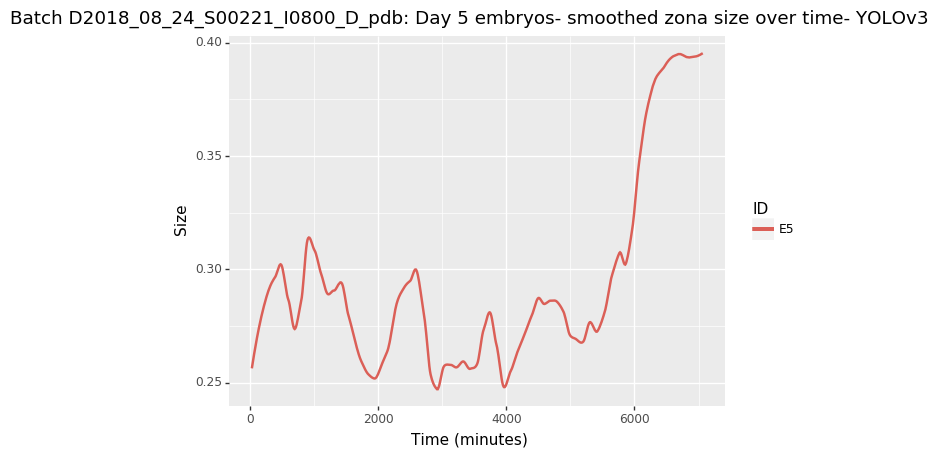 Batch D2018_08_24_S00221_I0800_D_pdb: Day 5 embryos- smoothed zona size over time- YOLOv3
0.40
0.35
0.30
0.25
Size
0
2000
4000
6000
Time (minutes)
ID
E5